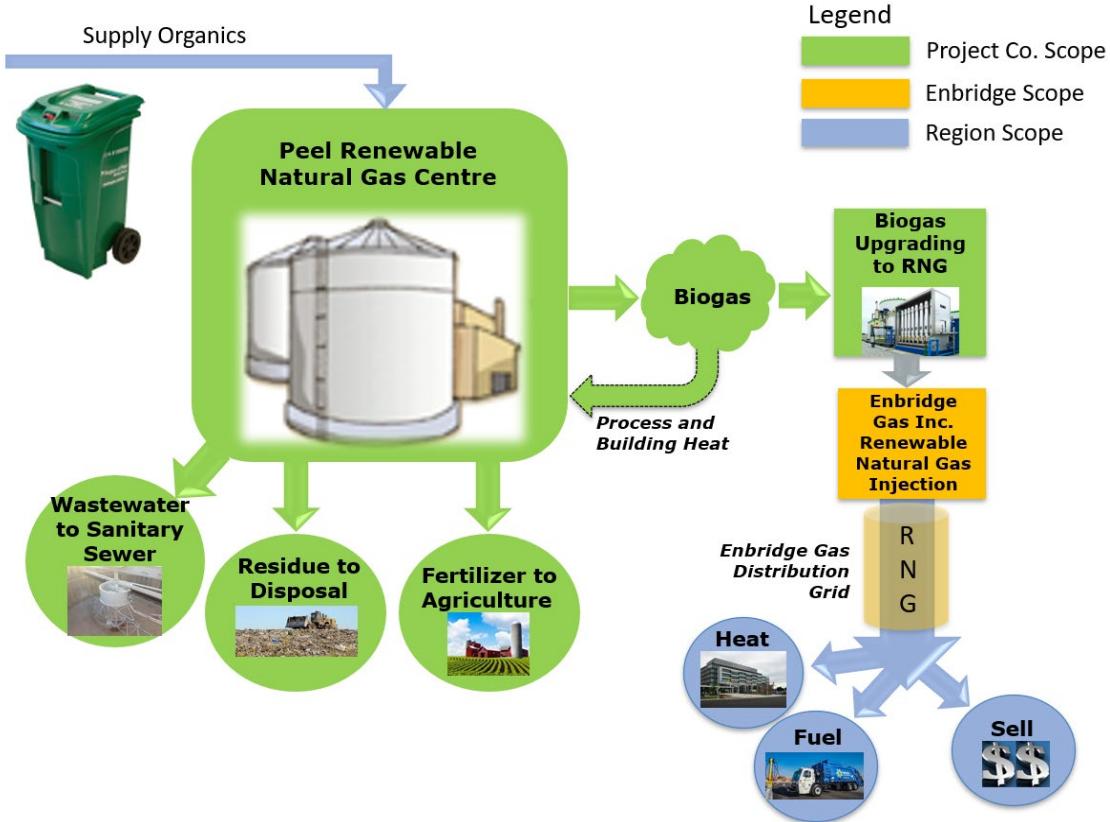 Supply Organics
Legend
Project Co. Scope
Enbridge Scope
Region Scope
Peel Renewable
Natural Gas Centre
Biogas
Biogas
Upgrading
to RNG
Process and
Building Heat
Enbridge
Gas Inc.
Renewable
Natural Gas
Injection
Wastewater
to Sanitary
Sewer
Residue to
Disposal
Fertilizer to
Agriculture
Enbridge Gas
Distribution
Grid
R
N
G
Heat
Fuel
Sell
$$